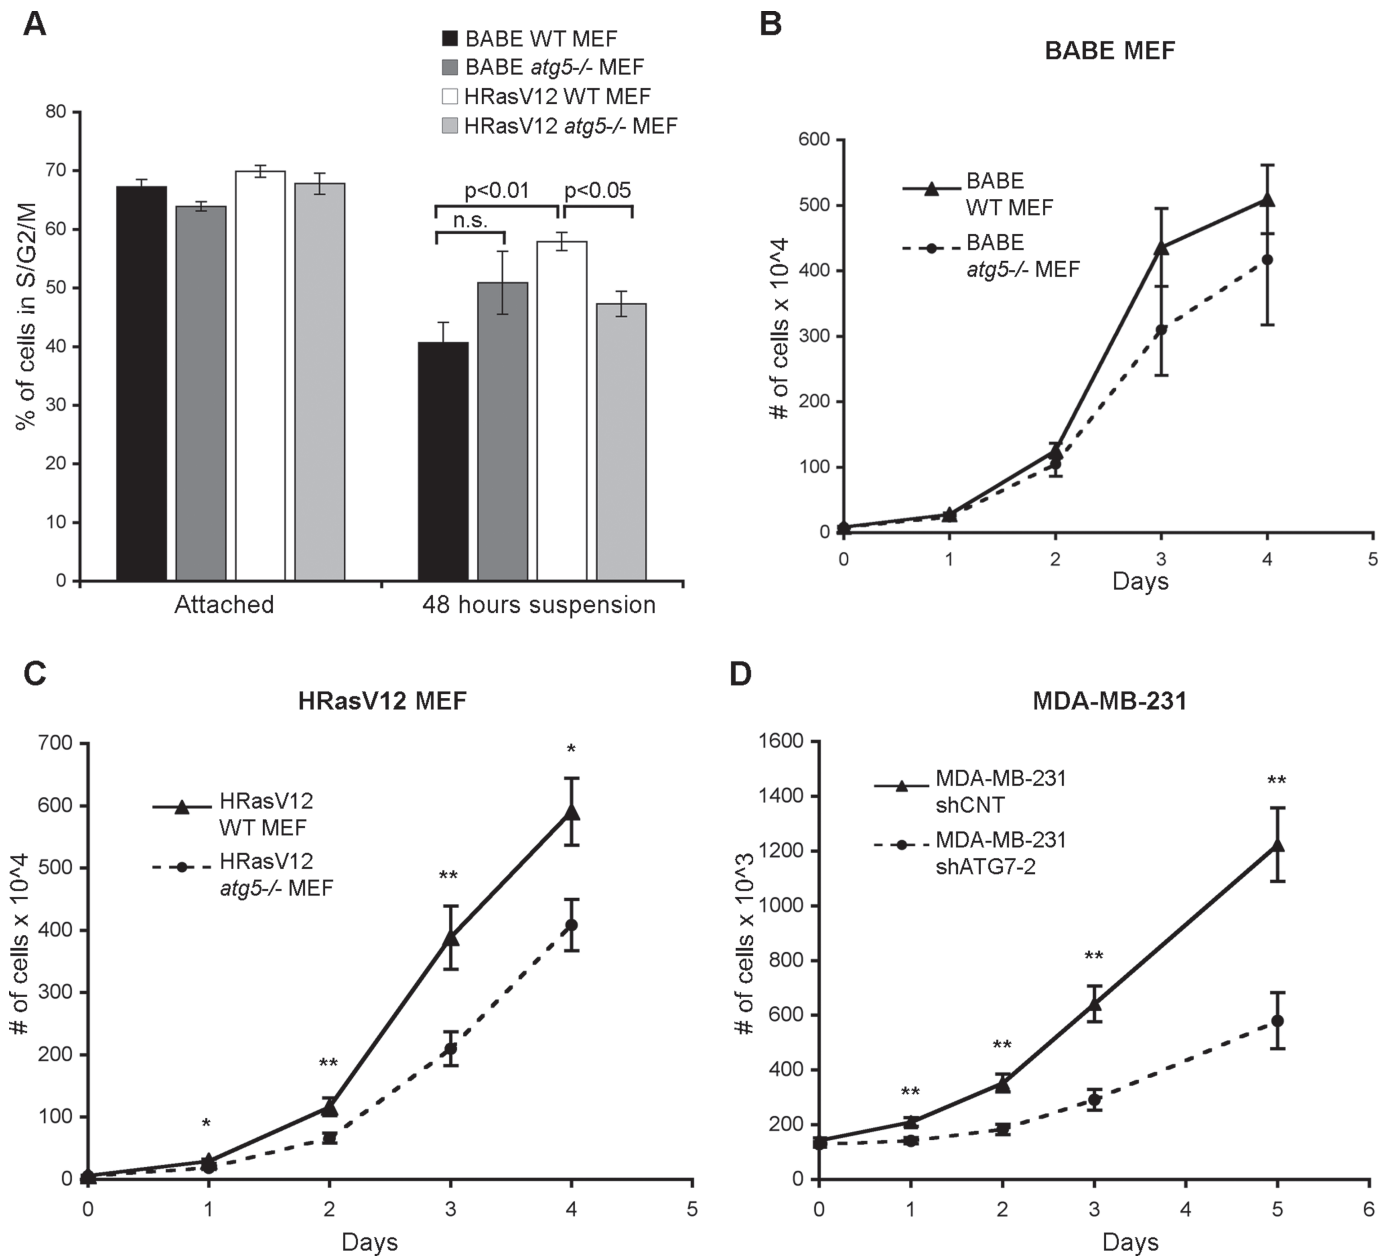 A
BABE WT MEF
BABE atg5-/- MEF
HRasV12 WT MEF
HRasV12 atg5-/- MEF
% of cells in S/G2/M
80
70
60
50
40
30
20
10
0
p<0.01
p<0.05
n.s.
Attached
48 hours suspension
B
BABE MEF
# of cells x 10^4
600
500
400
300
200
100
0
BABE
WT MEF
BABE
atg5-/- MEF
0 1 2 3 4 5
Days
C
HRasV12 MEF
# of cells x 10^4
700
600
500
400
300
200
100
0
HRasV12
WT MEF
HRasV12
atg5-/- MEF
*
**
**
*
0 1 2 3 4 5
Days
D
MDA-MB-231
# of cells x 10^3
1600
1400
1200
1000
800
600
400
200
0
MDA-MB-231
shCNT
MDA-MB-231
shATG7-2
**
**
**
**
0 1 2 3 4 5 6
Days